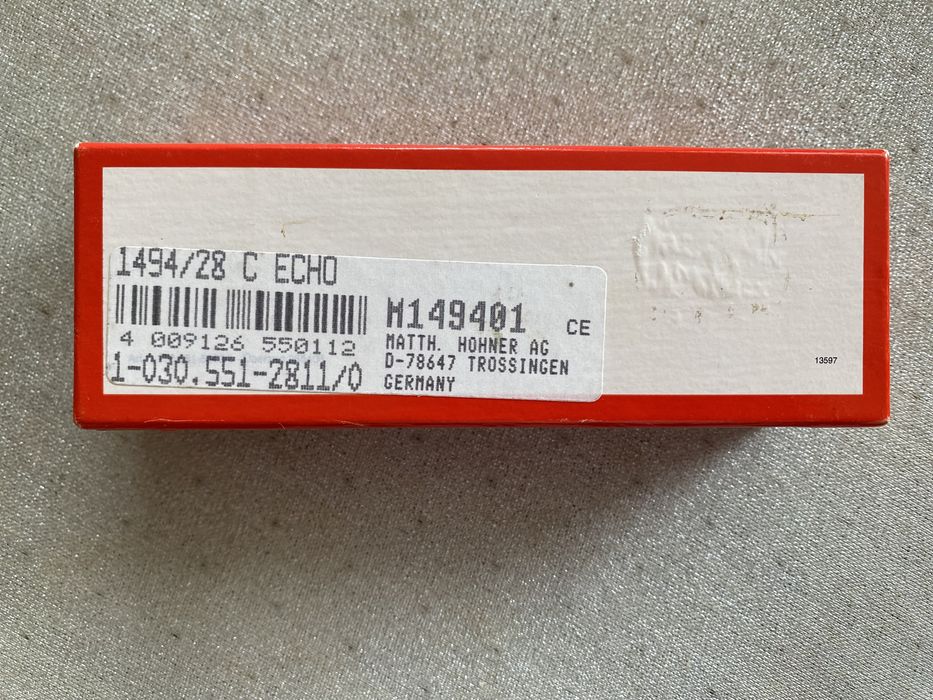 1494/28 C ECHO
4 009126 550112
1-030.551-2811/0
M149401 CE
MATTH. HOHNER AG
D-78647 TROSSINGEN
GERMANY
13597